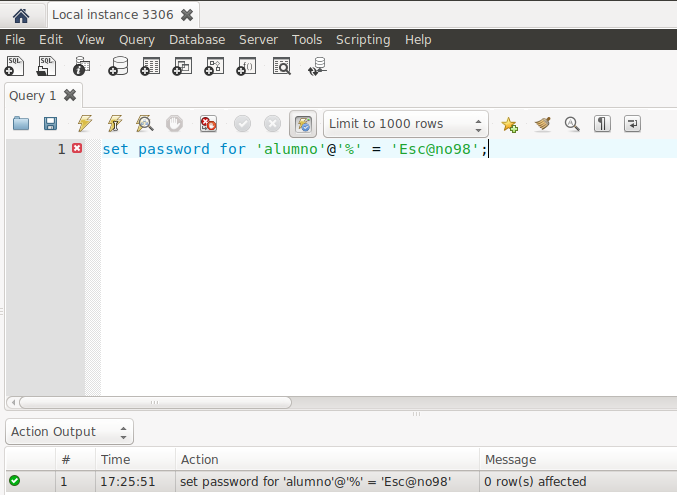 Local instance 3306
File Edit View Query Database Server Tools Scripting Help
SQL SQL
Query 1
Limit to 1000 rows
1 set password for 'alumno'@'%' = 'Esc@no98';
Action Output
# Time Action Message
1 17:25:51 set password for 'alumno'@'%' = 'Esc@no98' 0 row(s) affected